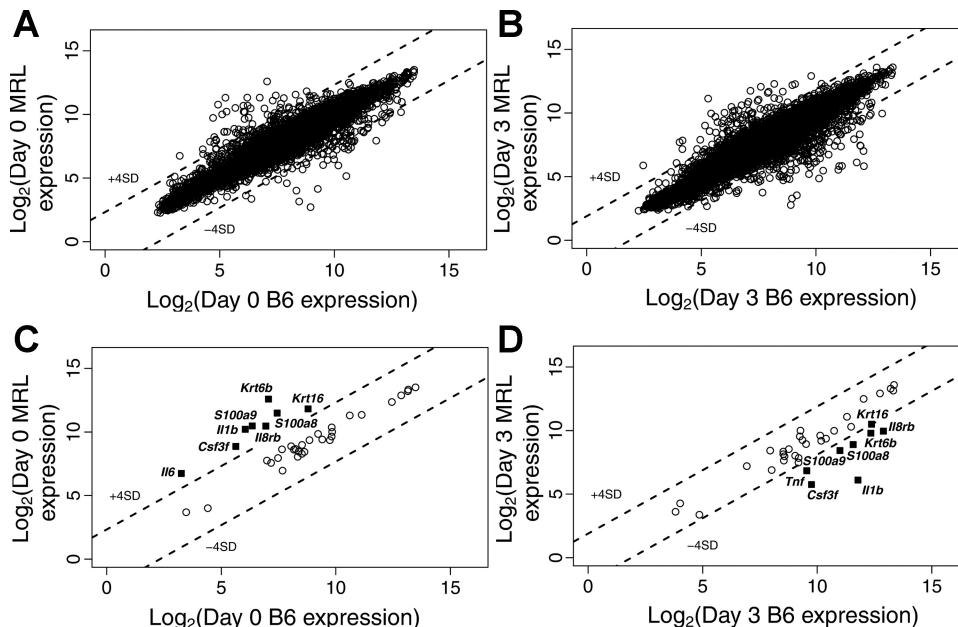 A
Log2(Day 0 MRL
expression)
15
10
5
0
+4SD
−4SD
0 5 10 15
Log2(Day 0 B6 expression)
B
Log2(Day 3 MRL
expression)
15
10
5
0
+4SD
−4SD
0 5 10 15
Log2(Day 3 B6 expression)
C
Log2(Day 0 MRL
expression)
15
10
5
0
Krt6b
Krt16
S100a9
S100a8
Il1b
Il8rb
Csf3f
Il6
+4SD
−4SD
0 5 10 15
Log2(Day 0 B6 expression)
D
Log2(Day 3 MRL
expression)
15
10
5
0
Krt16
Il8rb
Krt6b
S100a8
S100a9
Tnf
Csf3f
Il1b
+4SD
−4SD
0 5 10 15
Log2(Day 3 B6 expression)